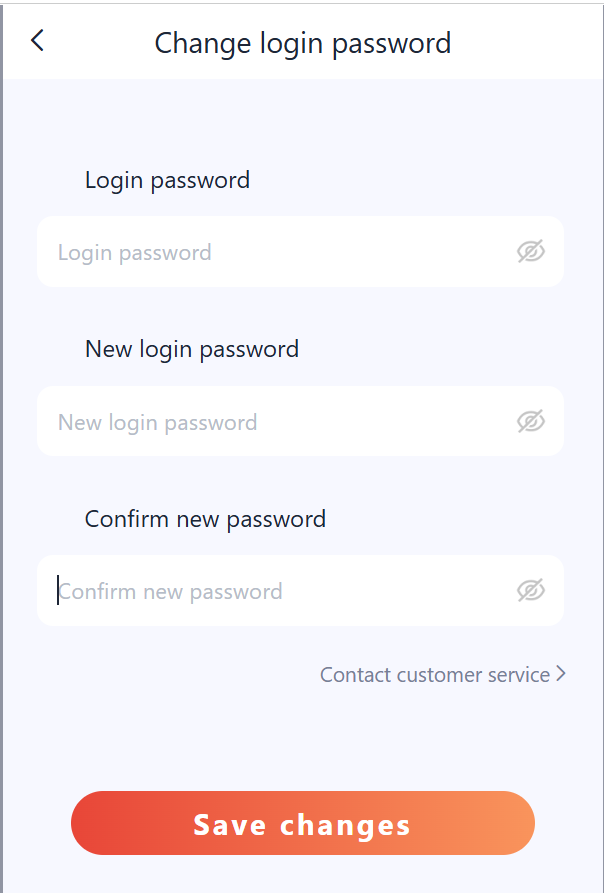 Change login password
Login password
Login password
New login password
New login password
Confirm new password
Confirm new password
Contact customer service
Save changes